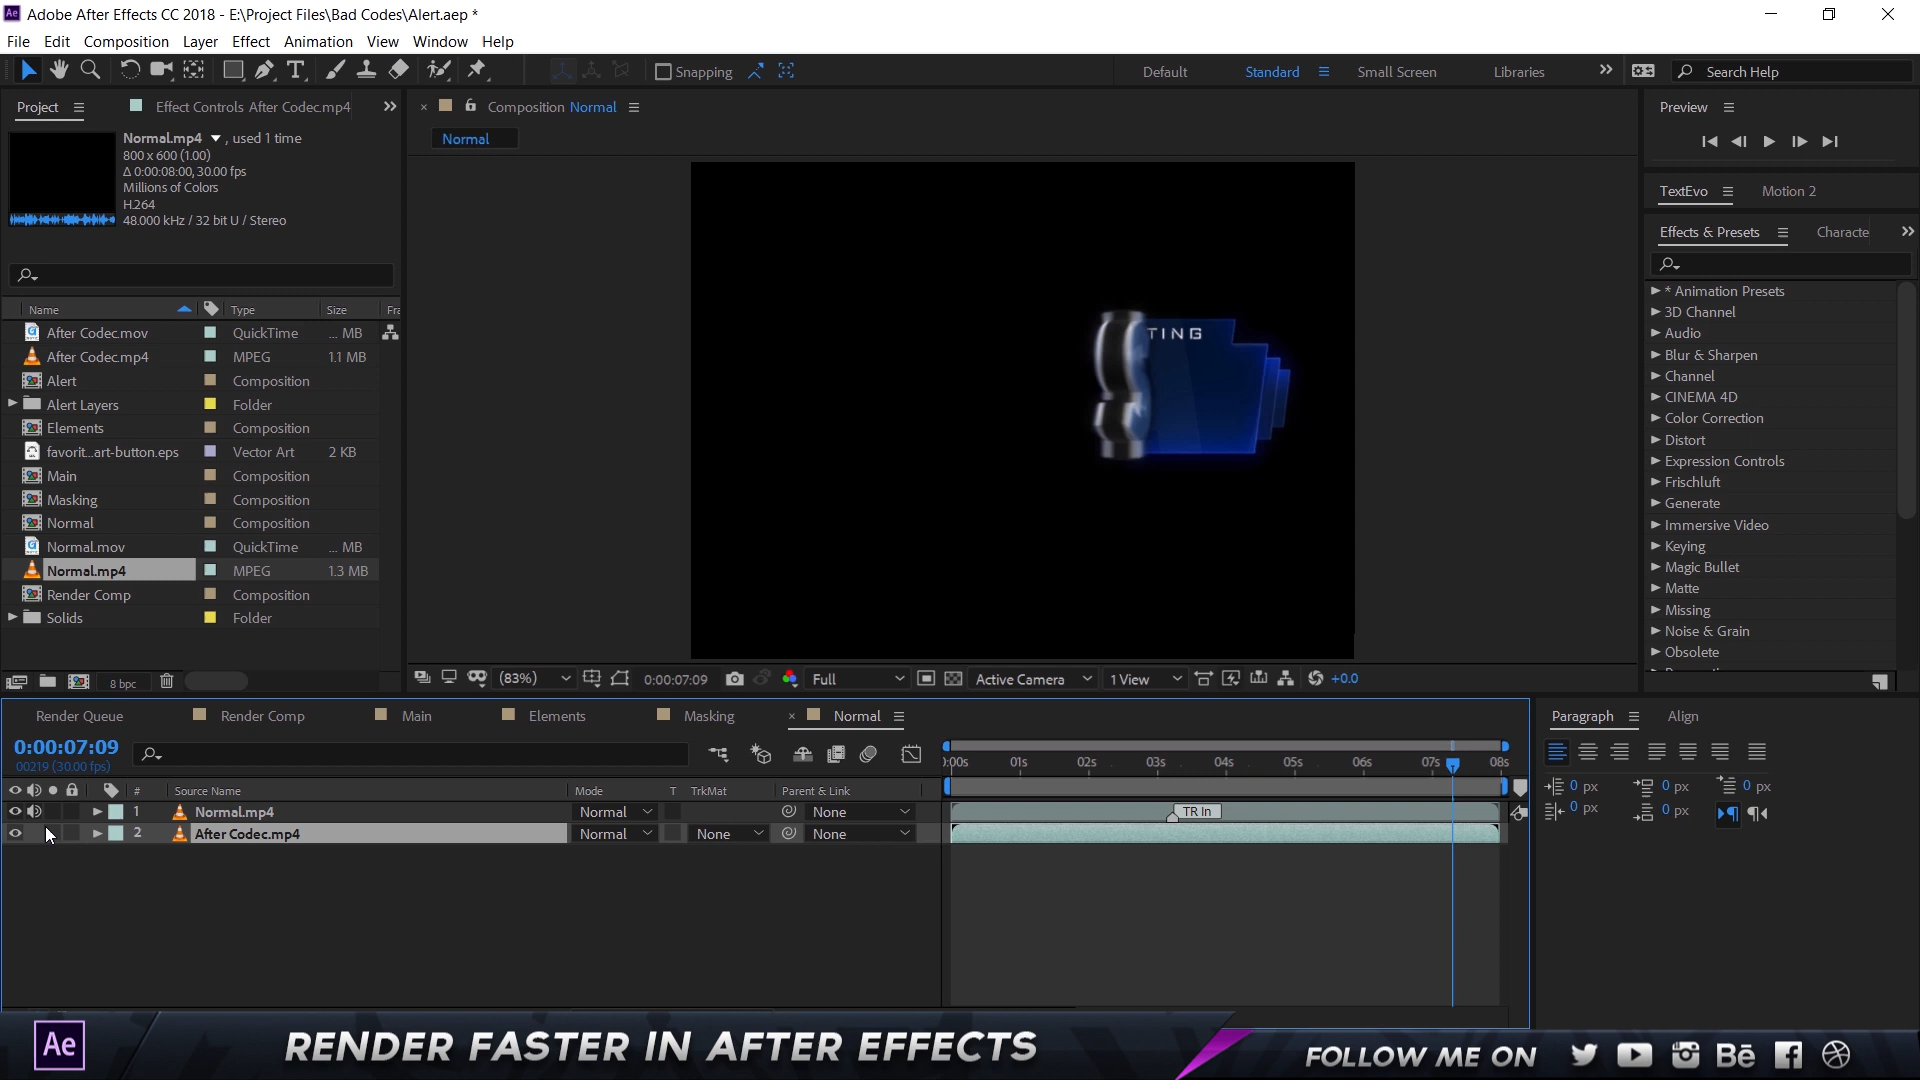 Adobe After Effects CC 2018 - E:\Project Files\Bad Codes\Alert.aep *
File Edit Composition Layer Effect Animation View Window Help
Snapping
Default Standard Small Screen Libraries Search Help
Project Effect Controls After Codec.mp4
Composition Normal
Preview
Normal.mp4 , used 1 time
800 x 600 (1.00)
Δ 0:00:08:00, 30.00 fps
Millions of Colors
H.264
48.000 kHz / 32 bit U / Stereo
Normal
TextEvo Motion 2
Effects & Presets Characte
Name Type Size Fra
After Codec.mov QuickTime ... MB
After Codec.mp4 MPEG 1.1 MB
Alert Composition
Alert Layers Folder
Elements Composition
favorit...art-button.eps Vector Art 2 KB
Main Composition
Masking Composition
Normal Composition
Normal.mov QuickTime ... MB
Normal.mp4 MPEG 1.3 MB
Render Comp Composition
Solids Folder
8 bpc
TING
* Animation Presets
3D Channel
Audio
Blur & Sharpen
Channel
CINEMA 4D
Color Correction
Distort
Expression Controls
Frischluft
Generate
Immersive Video
Keying
Magic Bullet
Matte
Missing
Noise & Grain
Obsolete
(83%) 0:00:07:09 Full Active Camera 1 View +0.0
Render Queue Render Comp Main Elements Masking Normal
Paragraph Align
0:00:07:09
00219 (30.00 fps)
):00s 01s 02s 03s 04s 05s 06s 07s 08s
# Source Name Mode T TrkMat Parent & Link
1 Normal.mp4 Normal None
TR In
2 After Codec.mp4 Normal None None
0 px 0 px 0 px
0 px 0 px
Ae
RENDER FASTER IN AFTER EFFECTS
FOLLOW ME ON
Bē